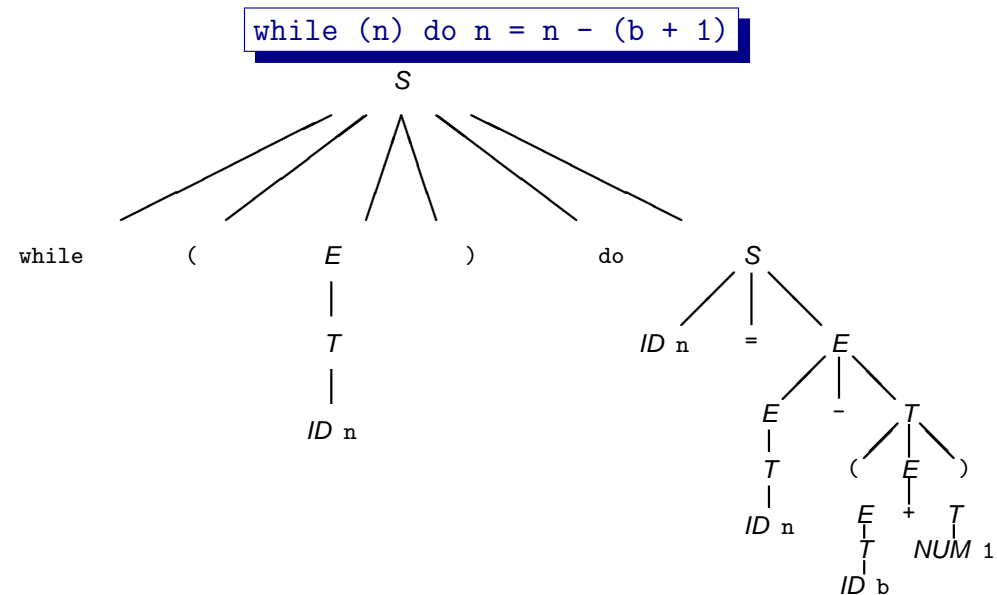 while (n) do n = n - (b + 1)
S
while ( E ) do S
T ID n = E
ID n E - T
T ( E )
ID n E + T
T NUM 1
ID b